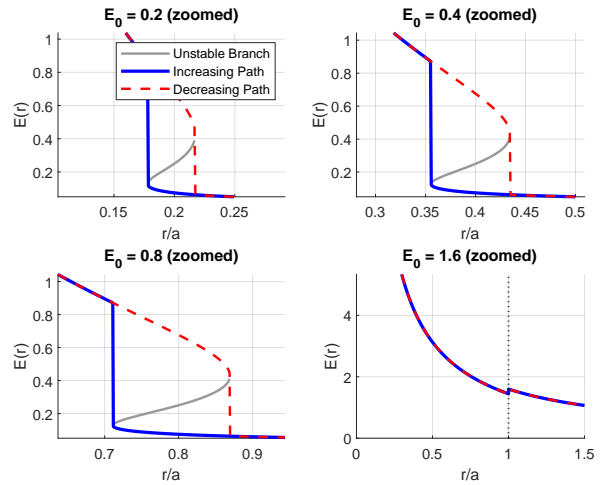 E_0 = 0.2 (zoomed)
E(r)
1
0.8
0.6
0.4
0.2
0.15
0.2
0.25
r/a
Unstable Branch
Increasing Path
Decreasing Path
E_0 = 0.4 (zoomed)
E(r)
1
0.8
0.6
0.4
0.2
0.3
0.35
0.4
0.45
0.5
r/a
E_0 = 0.8 (zoomed)
E(r)
1
0.8
0.6
0.4
0.2
0.7
0.8
0.9
r/a
E_0 = 1.6 (zoomed)
E(r)
4
2
0
0
0.5
1
1.5
r/a